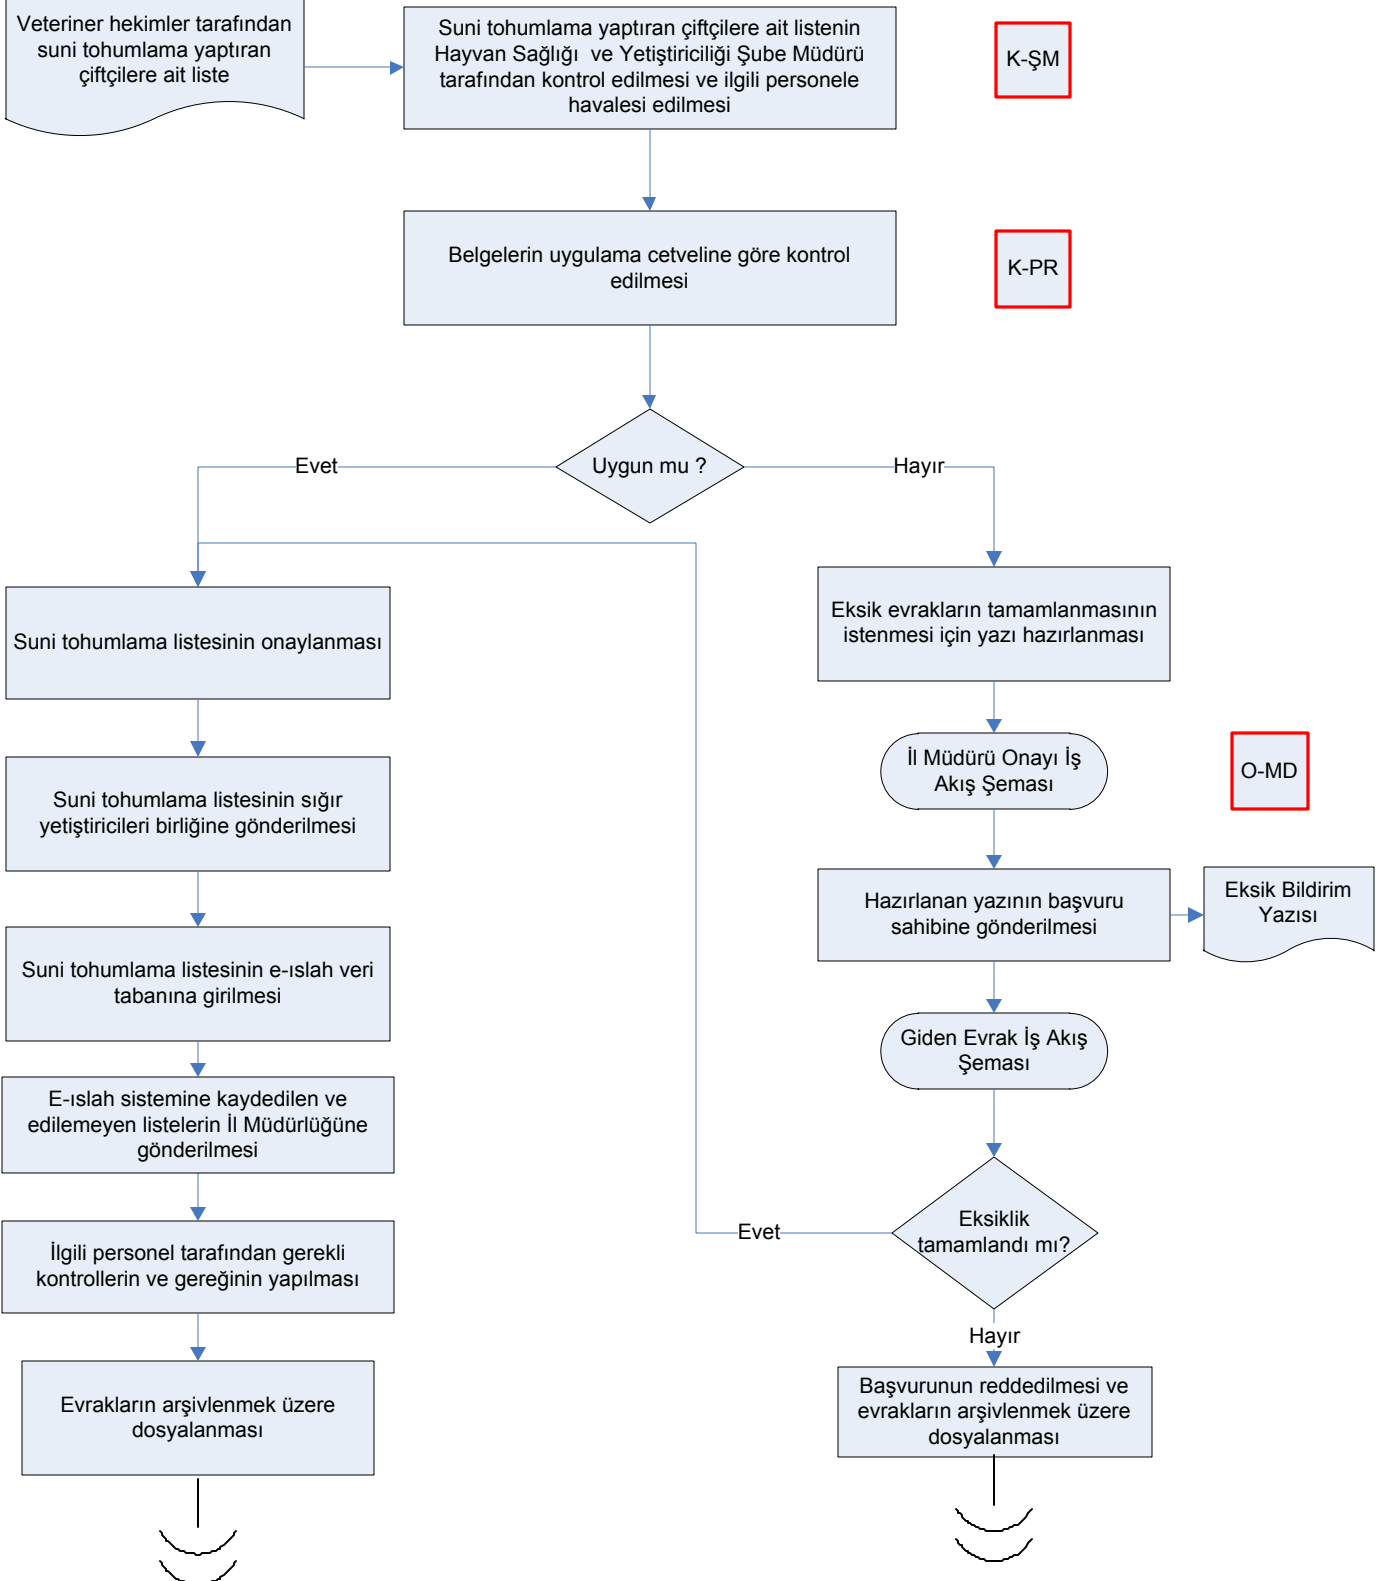 Veteriner hekimler tarafından
suni tohumlama yaptıran
çiftçilere ait liste
Suni tohumlama yaptıran çiftçilere ait listenin
Hayvan Sağlığı  ve Yetiştiriciliği Şube Müdürü
tarafından kontrol edilmesi ve ilgili personele
havalesi edilmesi
K-ŞM
Belgelerin uygulama cetveline göre kontrol
edilmesi
K-PR
Uygun mu ?
Evet
Hayır
Suni tohumlama listesinin onaylanması
Eksik evrakların tamamlanmasının
istenmesi için yazı hazırlanması
İl Müdürü Onayı İş
Akış Şeması
O-MD
Suni tohumlama listesinin sığır
yetiştiricileri birliğine gönderilmesi
Hazırlanan yazının başvuru
sahibine gönderilmesi
Eksik Bildirim
Yazısı
Suni tohumlama listesinin e-ıslah veri
tabanına girilmesi
Giden Evrak İş Akış
Şeması
E-ıslah sistemine kaydedilen ve
edilemeyen listelerin İl Müdürlüğüne
gönderilmesi
Eksiklik
tamamlandı mı?
Evet
Hayır
İlgili personel tarafından gerekli
kontrollerin ve gereğinin yapılması
Evrakların arşivlenmek üzere
dosyalanması
Başvurunun reddedilmesi ve
evrakların arşivlenmek üzere
dosyalanması